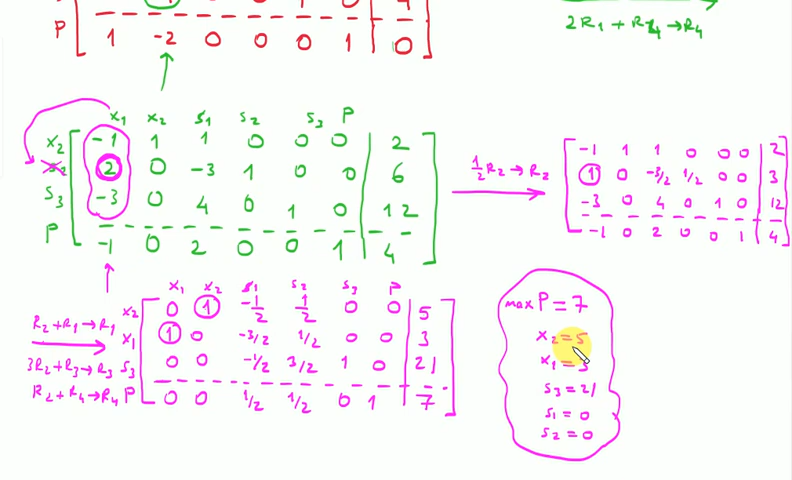 P 1 -2 0 0 0 1 | 0
2R₁ + R₄ → R₄
x₁ x₂ s₁ s₂ s₃ P
x₂ -1 1 1 0 0 0 | 2
s₂ 2 0 -3 1 0 0 | 6
s₃ -3 0 4 0 1 0 | 12
P -1 0 2 0 0 1 | 4
½R₂ → R₂
-1 1 1 0 0 0 | 2
1 0 -3/2 1/2 0 0 | 3
-3 0 4 0 1 0 | 12
-1 0 2 0 0 1 | 4
R₂+R₁→R₁
3R₂+R₃→R₃
R₂+R₄→R₄
x₁ x₂ s₁ s₂ s₃ P
x₂ 0 1 -1/2 1/2 0 0 | 5
x₁ 1 0 -3/2 1/2 0 0 | 3
s₃ 0 0 -1/2 3/2 1 0 | 21
P 0 0 1/2 1/2 0 1 | 7
max P = 7
x₂ = 5
x₁ = 3
s₃ = 21
s₁ = 0
s₂ = 0